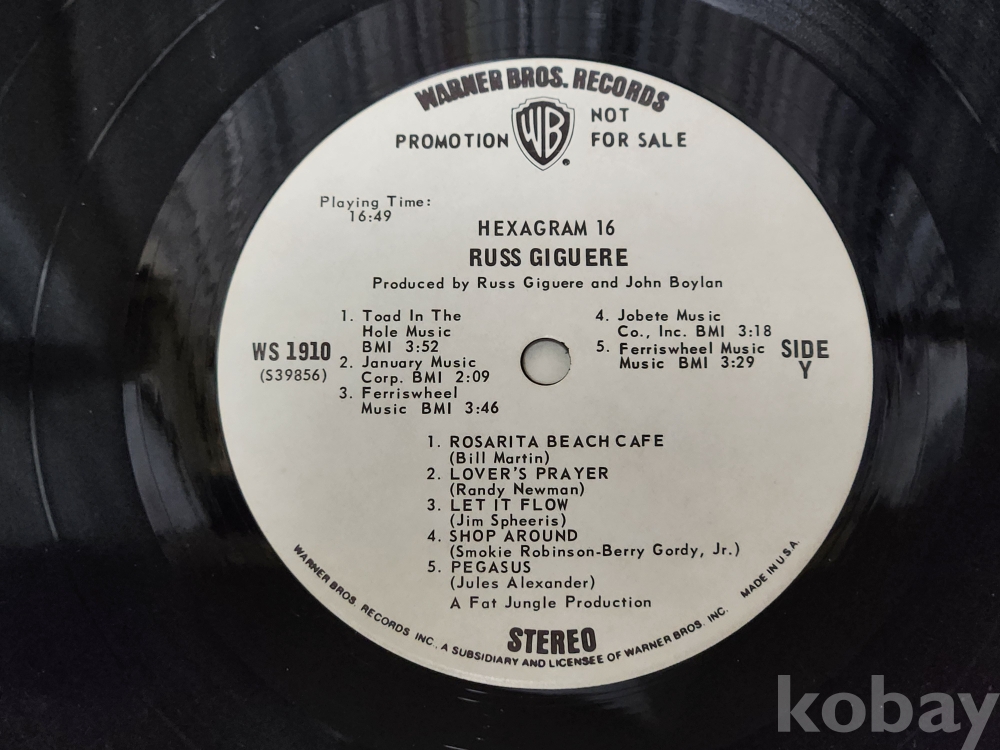 WARNER BROS. RECORDS
PROMOTION WB NOT
FOR SALE
Playing Time:
16:49
HEXAGRAM 16
RUSS GIGUERE
Produced by Russ Giguere and John Boylan
1. Toad In The
Hole Music
BMI 3:52
2. January Music
Corp. BMI 2:09
3. Ferriswheel
Music BMI 3:46
4. Jobete Music
Co., Inc. BMI 3:18
5. Ferriswheel Music
Music BMI 3:29
WS 1910
(S39856)
SIDE
Y
1. ROSARITA BEACH CAFE
(Bill Martin)
2. LOVER'S PRAYER
(Randy Newman)
3. LET IT FLOW
(Jim Spheeris)
4. SHOP AROUND
(Smokie Robinson-Berry Gordy, Jr.)
5. PEGASUS
(Jules Alexander)
A Fat Jungle Production
STEREO
WARNER BROS. RECORDS INC., A SUBSIDIARY AND LICENSEE OF WARNER BROS. INC. MADE IN U.S.A.
kobay